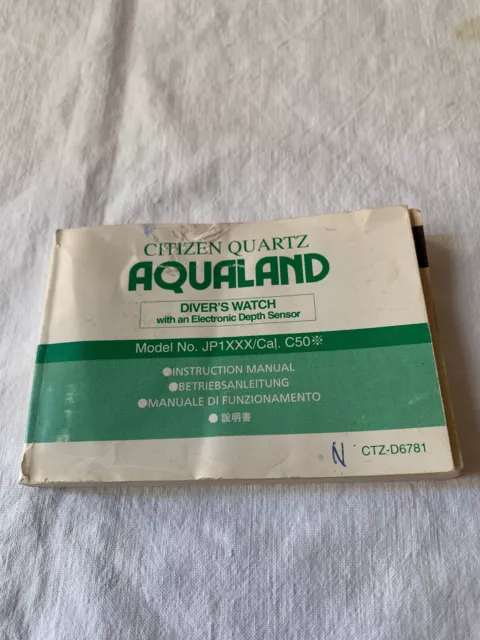 CITIZEN QUARTZ
AQUALAND
DIVER'S WATCH
with an Electronic Depth Sensor
Model No. JP1XXX/Cal. C50※
●INSTRUCTION MANUAL
●BETRIEBSANLEITUNG
●MANUALE DI FUNZIONAMENTO
●説明書
N CTZ-D6781